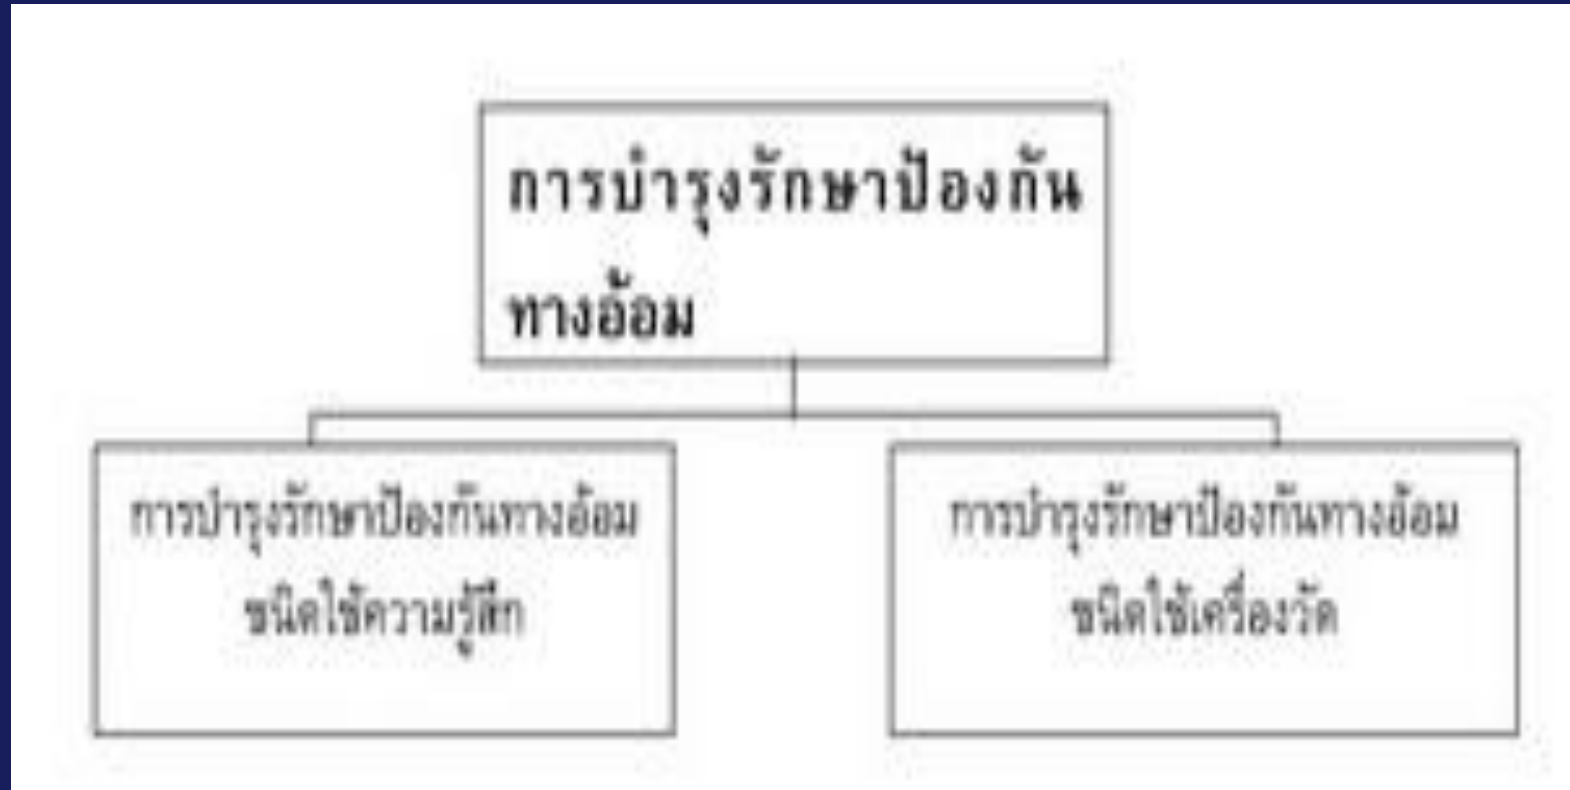 การบำรุงรักษาป้องกัน
ทางอ้อม
การบำรุงรักษาป้องกันทางอ้อม
ชนิดใช้ความรู้สึก
การบำรุงรักษาป้องกันทางอ้อม
ชนิดใช้เครื่องวัด